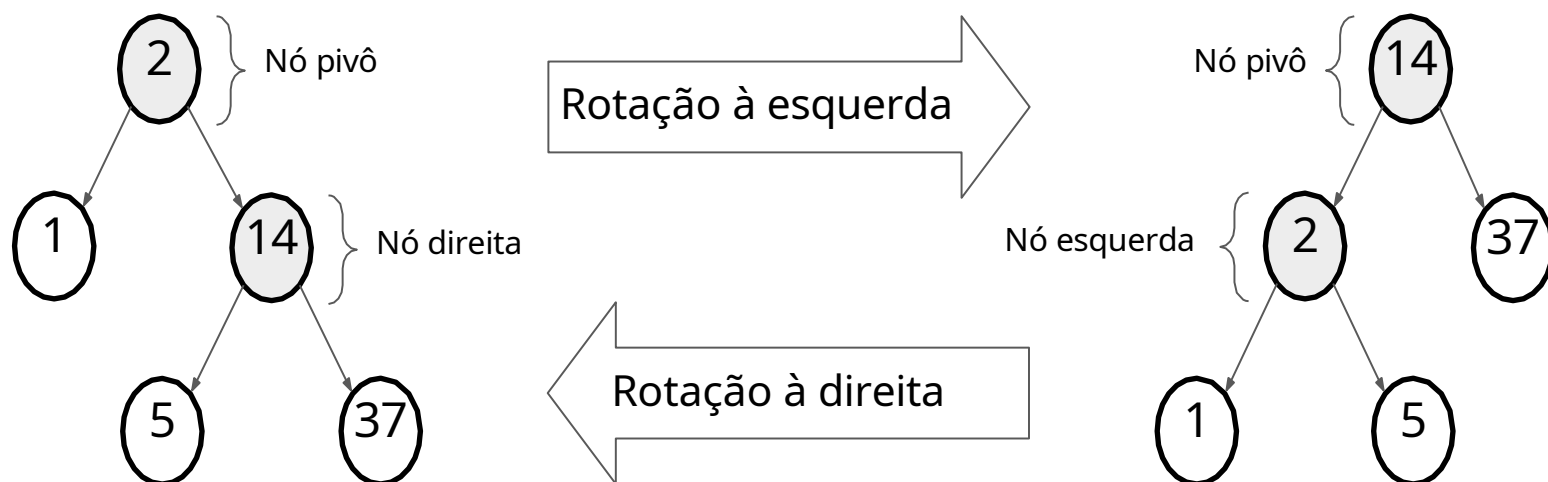 2
Nó pivô
1
14
Nó direita
5
37
Rotação à esquerda
Rotação à direita
Nó pivô
14
Nó esquerda
2
37
1
5